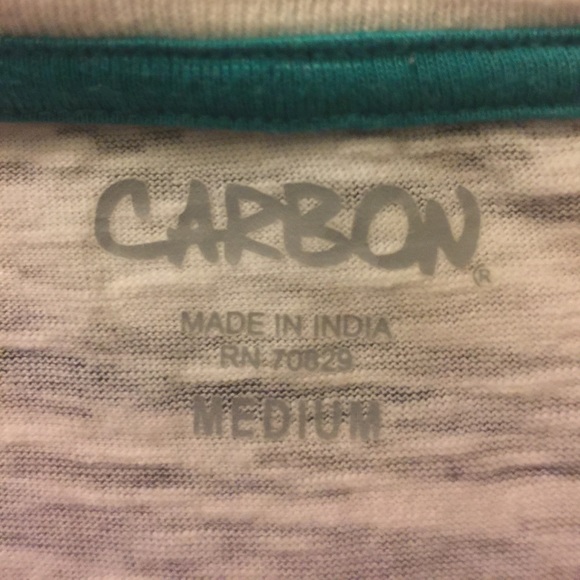 CARBON®
MADE IN INDIA
RN 70829
MEDIUM